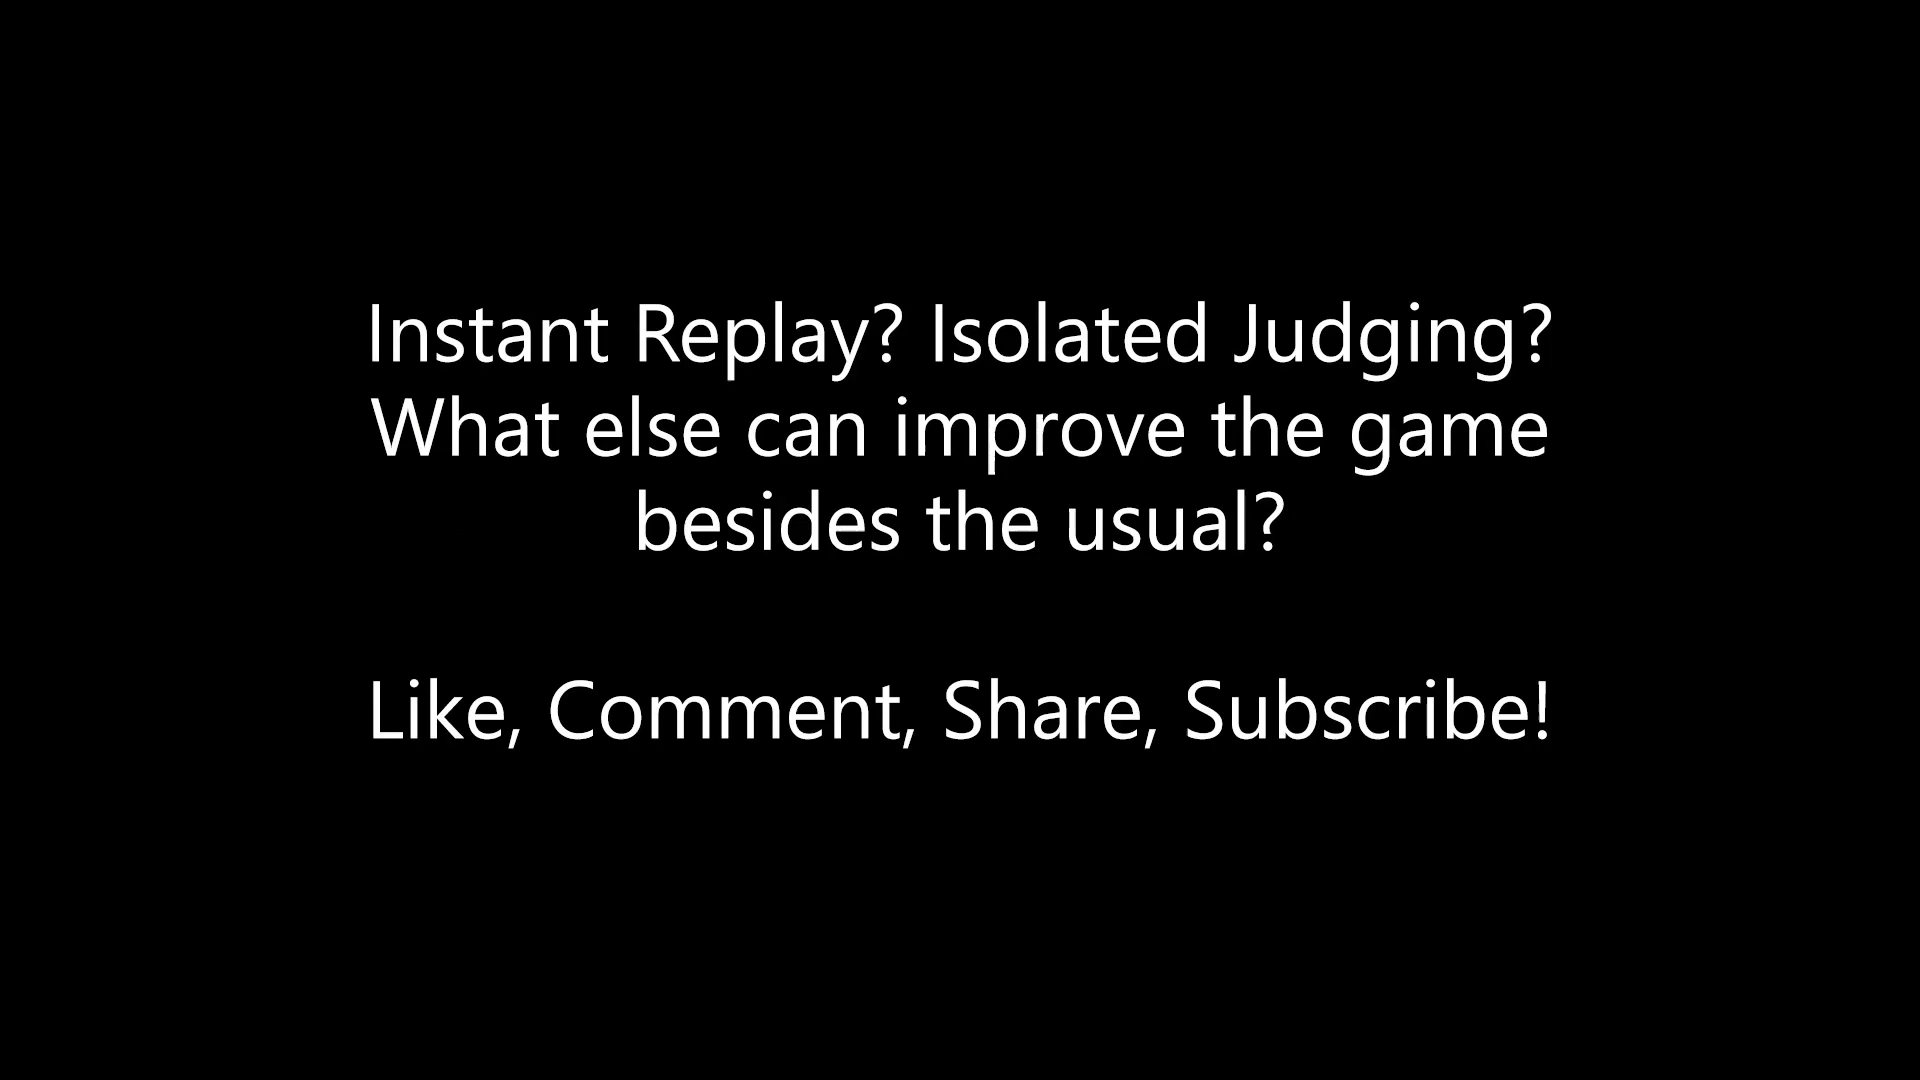 Instant Replay? Isolated Judging?
What else can improve the game
besides the usual?
Like, Comment, Share, Subscribe!